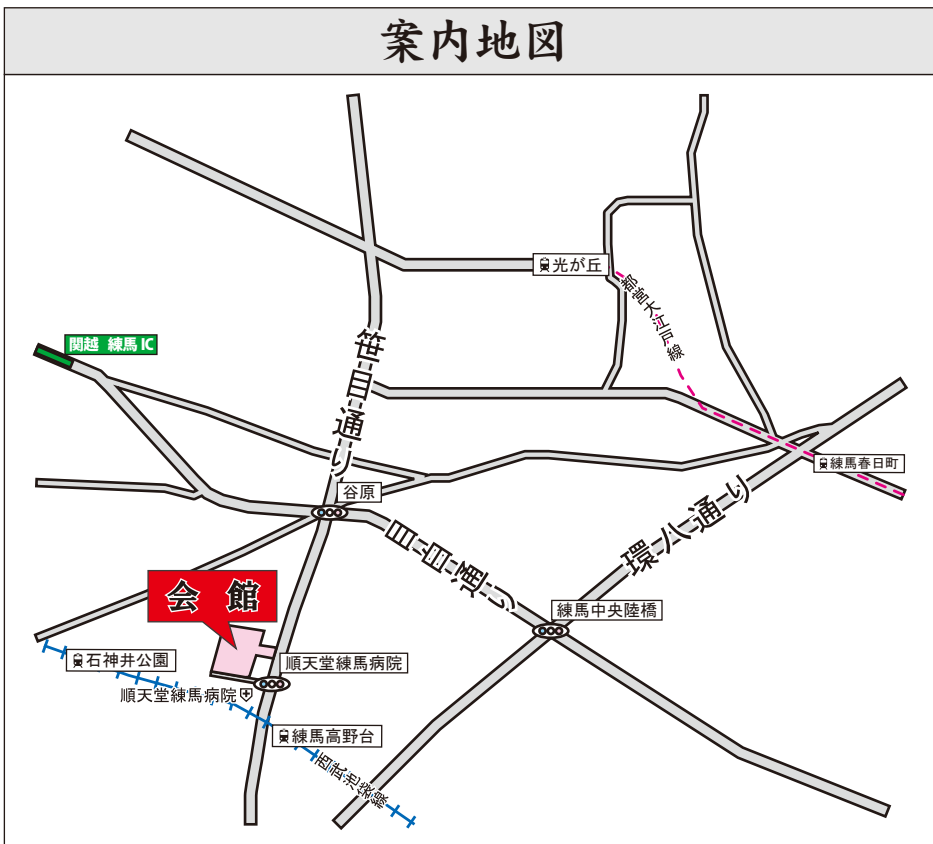 案内地図
光が丘
都営大江戸線
関越 練馬IC
笹目通り
練馬春日町
谷原
目白通り
環八通り
会館
練馬中央陸橋
石神井公園
順天堂練馬病院
順天堂練馬病院
練馬高野台
西武池袋線